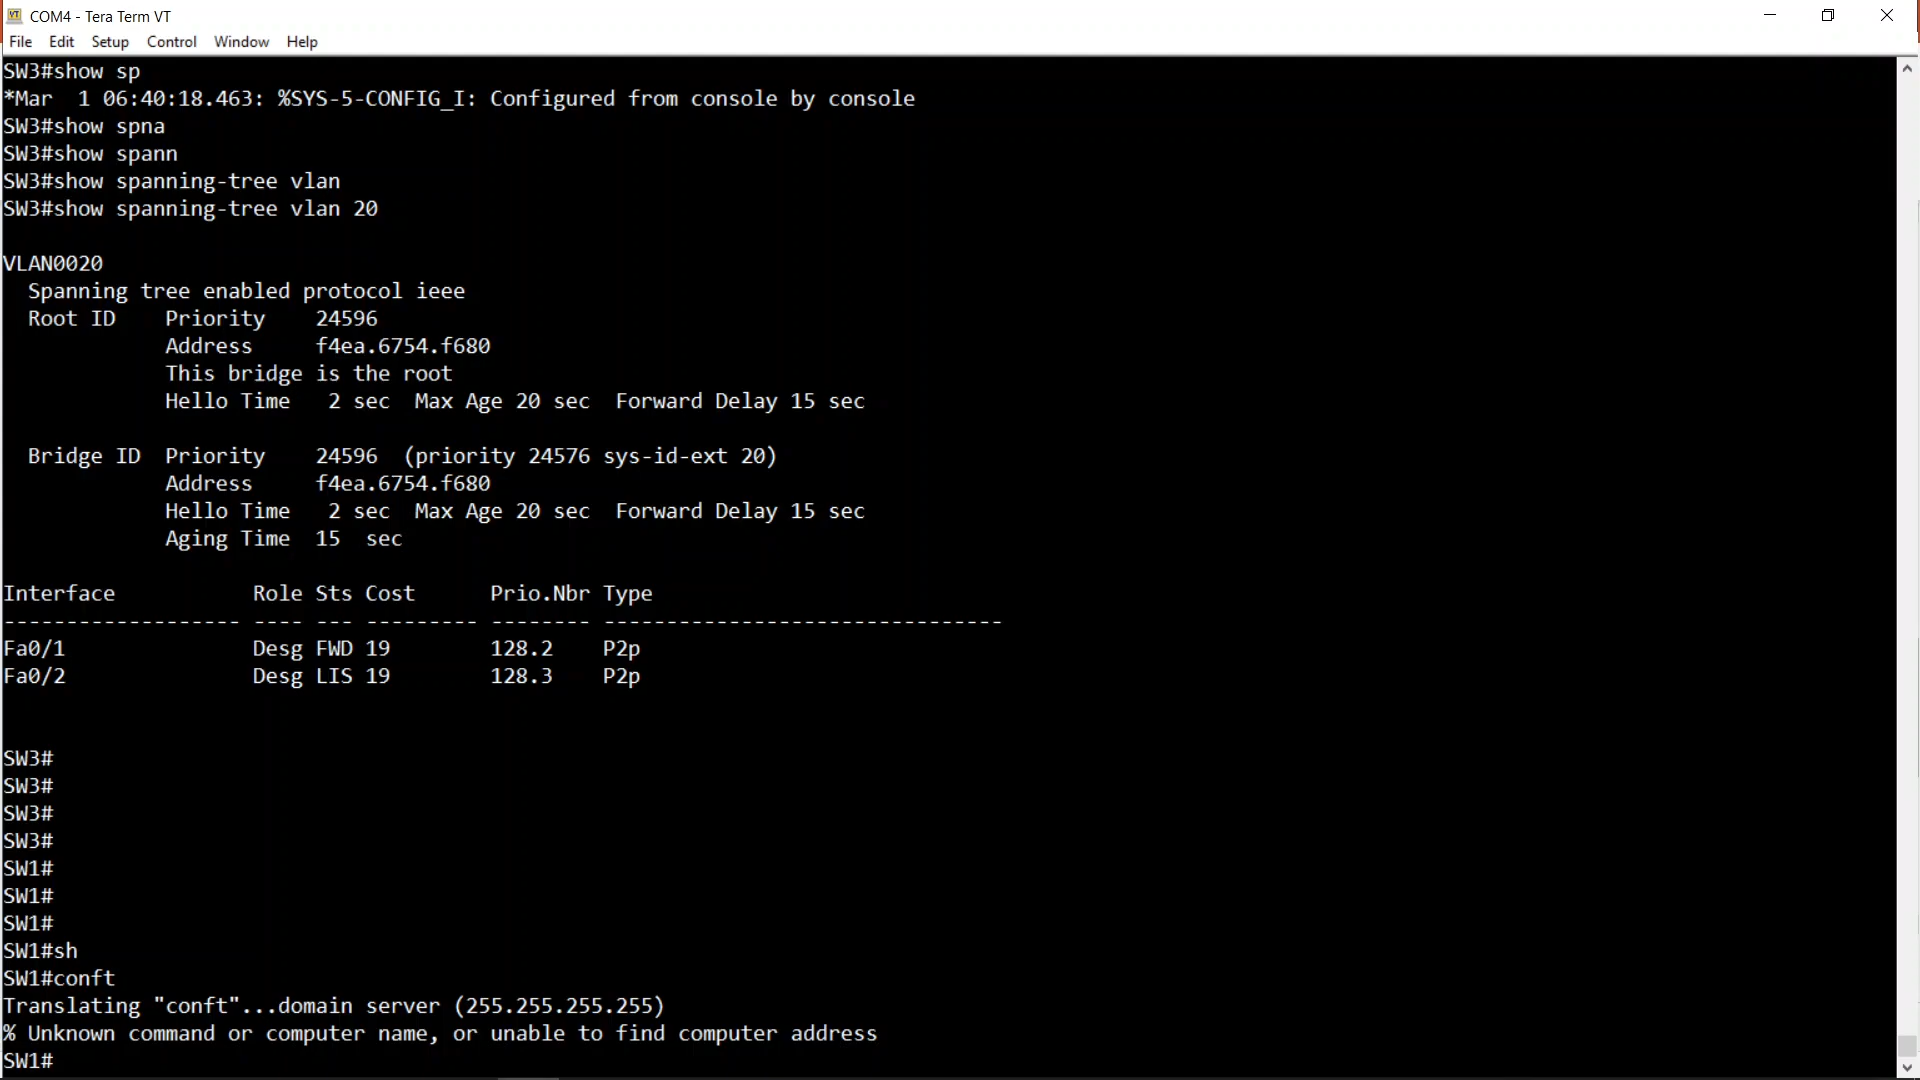 COM4 - Tera Term VT
File Edit Setup Control Window Help
SW3#show sp
*Mar  1 06:40:18.463: %SYS-5-CONFIG_I: Configured from console by console
SW3#show spna
SW3#show spann
SW3#show spanning-tree vlan
SW3#show spanning-tree vlan 20
VLAN0020
  Spanning tree enabled protocol ieee
  Root ID    Priority    24596
             Address     f4ea.6754.f680
             This bridge is the root
             Hello Time   2 sec  Max Age 20 sec  Forward Delay 15 sec
  Bridge ID  Priority    24596  (priority 24576 sys-id-ext 20)
             Address     f4ea.6754.f680
             Hello Time   2 sec  Max Age 20 sec  Forward Delay 15 sec
             Aging Time  15  sec
Interface           Role Sts Cost      Prio.Nbr Type
------------------- ---- --- --------- -------- --------------------------------
Fa0/1               Desg FWD 19        128.2    P2p
Fa0/2               Desg LIS 19        128.3    P2p
SW3#
SW3#
SW3#
SW3#
SW1#
SW1#
SW1#
SW1#sh
SW1#conft
Translating "conft"...domain server (255.255.255.255)
% Unknown command or computer name, or unable to find computer address
SW1#